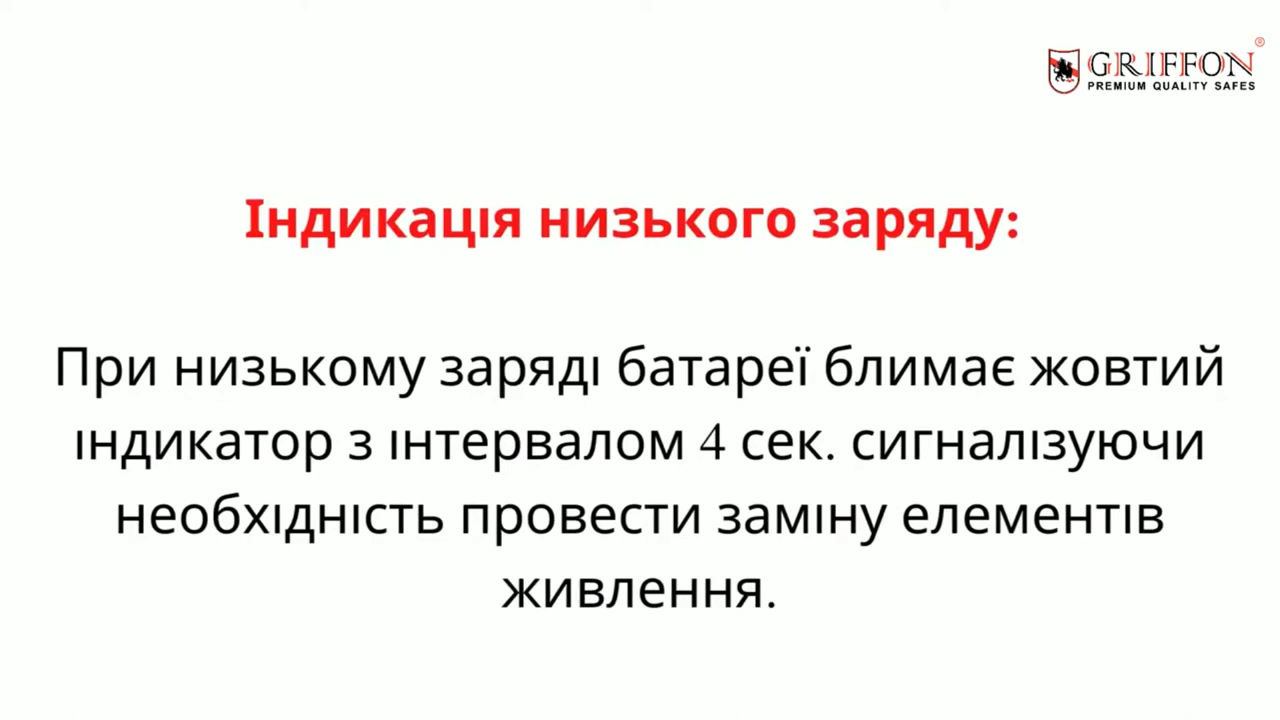 GRIFFON®
PREMIUM QUALITY SAFES
Індикація низького заряду:
При низькому заряді батареї блимає жовтий
індикатор з інтервалом 4 сек. сигналізуючи
необхідність провести заміну елементів
живлення.